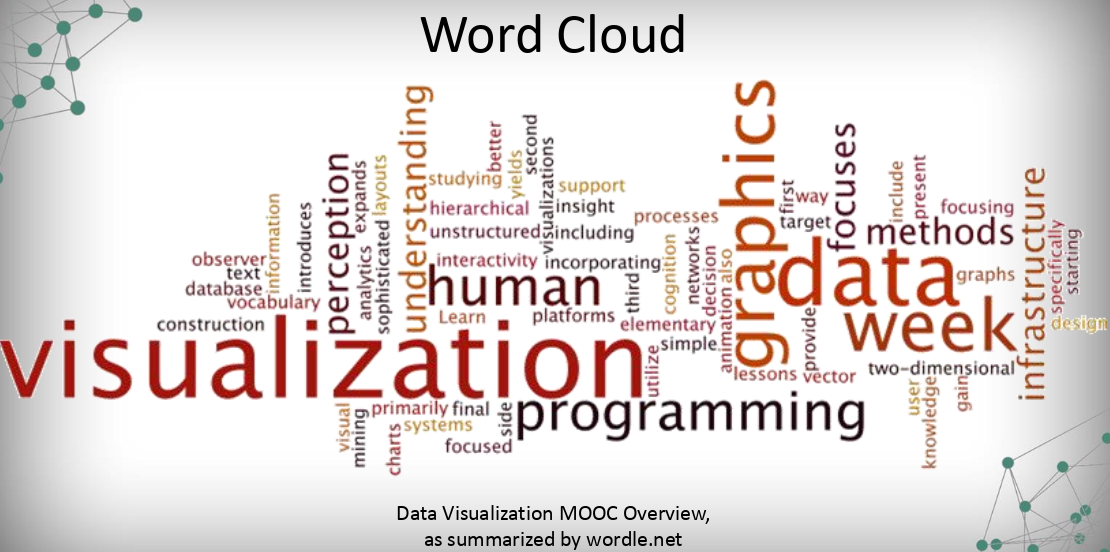 Word Cloud
understanding
better
second
visualizations
yields
studying
support
hierarchical
insight
unstructured
including
interactivity
incorporating
human
Learn
platforms
third
perception
expands
layouts
analytics
sophisticated
information
introduces
observer
text
database
vocabulary
construction
visualization
processes
cognition
networks
decision
animation
also
elementary
simple
utilize
graphics
first
way
target
focuses
include
present
focusing
methods
data
graphs
week
infrastructure
specifically
starting
design
provide
lessons
vector
two-dimensional
user
knowledge
gain
programming
side
visual
mining
charts
primarily
final
systems
focused
Data Visualization MOOC Overview,
as summarized by wordle.net